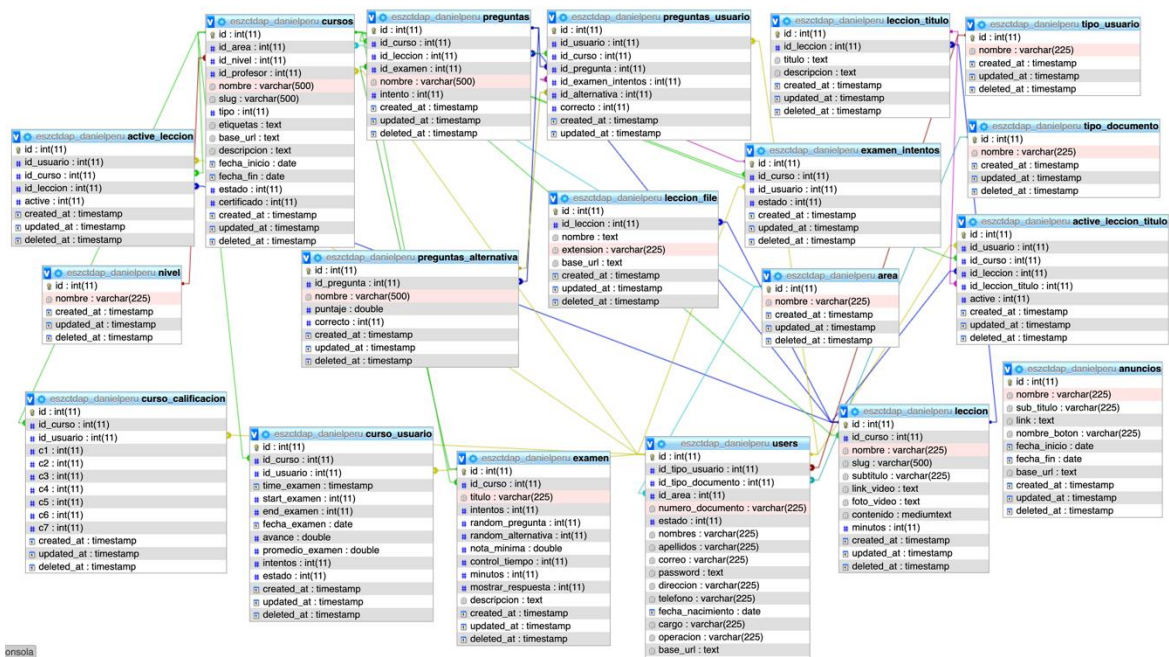 eszctdap_danielperu cursos
id : int(11)
id_area : int(11)
id_nivel : int(11)
id_profesor : int(11)
nombre : varchar(500)
slug : varchar(500)
tipo : int(11)
etiquetas : text
base_url : text
descripcion : text
fecha_inicio : date
fecha_fin : date
estado : int(11)
certificado : int(11)
created_at : timestamp
updated_at : timestamp
deleted_at : timestamp
eszctdap_danielperu preguntas
id : int(11)
id_curso : int(11)
id_leccion : int(11)
id_examen : int(11)
nombre : varchar(500)
intento : int(11)
created_at : timestamp
updated_at : timestamp
deleted_at : timestamp
eszctdap_danielperu preguntas_usuario
id : int(11)
id_usuario : int(11)
id_curso : int(11)
id_pregunta : int(11)
id_examen_intentos : int(11)
id_alternativa : int(11)
correcto : int(11)
created_at : timestamp
updated_at : timestamp
eszctdap_danielperu leccion_titulo
id : int(11)
id_leccion : int(11)
titulo : text
descripcion : text
created_at : timestamp
updated_at : timestamp
deleted_at : timestamp
eszctdap_danielperu tipo_usuario
id : int(11)
nombre : varchar(225)
created_at : timestamp
updated_at : timestamp
deleted_at : timestamp
eszctdap_danielperu active_leccion
id : int(11)
id_usuario : int(11)
id_curso : int(11)
id_leccion : int(11)
active : int(11)
created_at : timestamp
updated_at : timestamp
deleted_at : timestamp
eszctdap_danielperu tipo_documento
id : int(11)
nombre : varchar(225)
created_at : timestamp
updated_at : timestamp
deleted_at : timestamp
eszctdap_danielperu examen_intentos
id : int(11)
id_curso : int(11)
id_usuario : int(11)
estado : int(11)
created_at : timestamp
updated_at : timestamp
deleted_at : timestamp
eszctdap_danielperu leccion_file
id : int(11)
id_leccion : int(11)
nombre : text
extension : varchar(225)
base_url : text
created_at : timestamp
updated_at : timestamp
deleted_at : timestamp
eszctdap_danielperu active_leccion_titulo
id : int(11)
id_usuario : int(11)
id_curso : int(11)
id_leccion : int(11)
id_leccion_titulo : int(11)
active : int(11)
created_at : timestamp
updated_at : timestamp
deleted_at : timestamp
eszctdap_danielperu nivel
id : int(11)
nombre : varchar(225)
created_at : timestamp
updated_at : timestamp
deleted_at : timestamp
eszctdap_danielperu preguntas_alternativa
id : int(11)
id_pregunta : int(11)
nombre : varchar(500)
puntaje : double
correcto : int(11)
created_at : timestamp
updated_at : timestamp
deleted_at : timestamp
eszctdap_danielperu area
id : int(11)
nombre : varchar(225)
created_at : timestamp
updated_at : timestamp
deleted_at : timestamp
eszctdap_danielperu anuncios
id : int(11)
nombre : varchar(225)
sub_titulo : varchar(225)
link : text
nombre_boton : varchar(225)
fecha_inicio : date
fecha_fin : date
base_url : text
created_at : timestamp
updated_at : timestamp
deleted_at : timestamp
eszctdap_danielperu curso_calificacion
id : int(11)
id_curso : int(11)
id_usuario : int(11)
c1 : int(11)
c2 : int(11)
c3 : int(11)
c4 : int(11)
c5 : int(11)
c6 : int(11)
c7 : int(11)
created_at : timestamp
updated_at : timestamp
deleted_at : timestamp
eszctdap_danielperu curso_usuario
id : int(11)
id_curso : int(11)
id_usuario : int(11)
time_examen : timestamp
start_examen : int(11)
end_examen : int(11)
fecha_examen : date
avance : double
promedio_examen : double
intentos : int(11)
estado : int(11)
created_at : timestamp
updated_at : timestamp
deleted_at : timestamp
eszctdap_danielperu examen
id : int(11)
id_curso : int(11)
titulo : varchar(225)
intentos : int(11)
random_pregunta : int(11)
random_alternativa : int(11)
nota_minima : double
control_tiempo : int(11)
minutos : int(11)
mostrar_respuesta : int(11)
descripcion : text
created_at : timestamp
updated_at : timestamp
deleted_at : timestamp
eszctdap_danielperu users
id : int(11)
id_tipo_usuario : int(11)
id_tipo_documento : int(11)
id_area : int(11)
numero_documento : varchar(225)
estado : int(11)
nombres : varchar(225)
apellidos : varchar(225)
correo : varchar(225)
password : text
direccion : varchar(225)
telefono : varchar(225)
fecha_nacimiento : date
cargo : varchar(225)
operacion : varchar(225)
base_url : text
eszctdap_danielperu leccion
id : int(11)
id_curso : int(11)
nombre : varchar(225)
slug : varchar(500)
subtitulo : varchar(225)
link_video : text
foto_video : text
contenido : mediumtext
minutos : int(11)
created_at : timestamp
updated_at : timestamp
deleted_at : timestamp
onsola